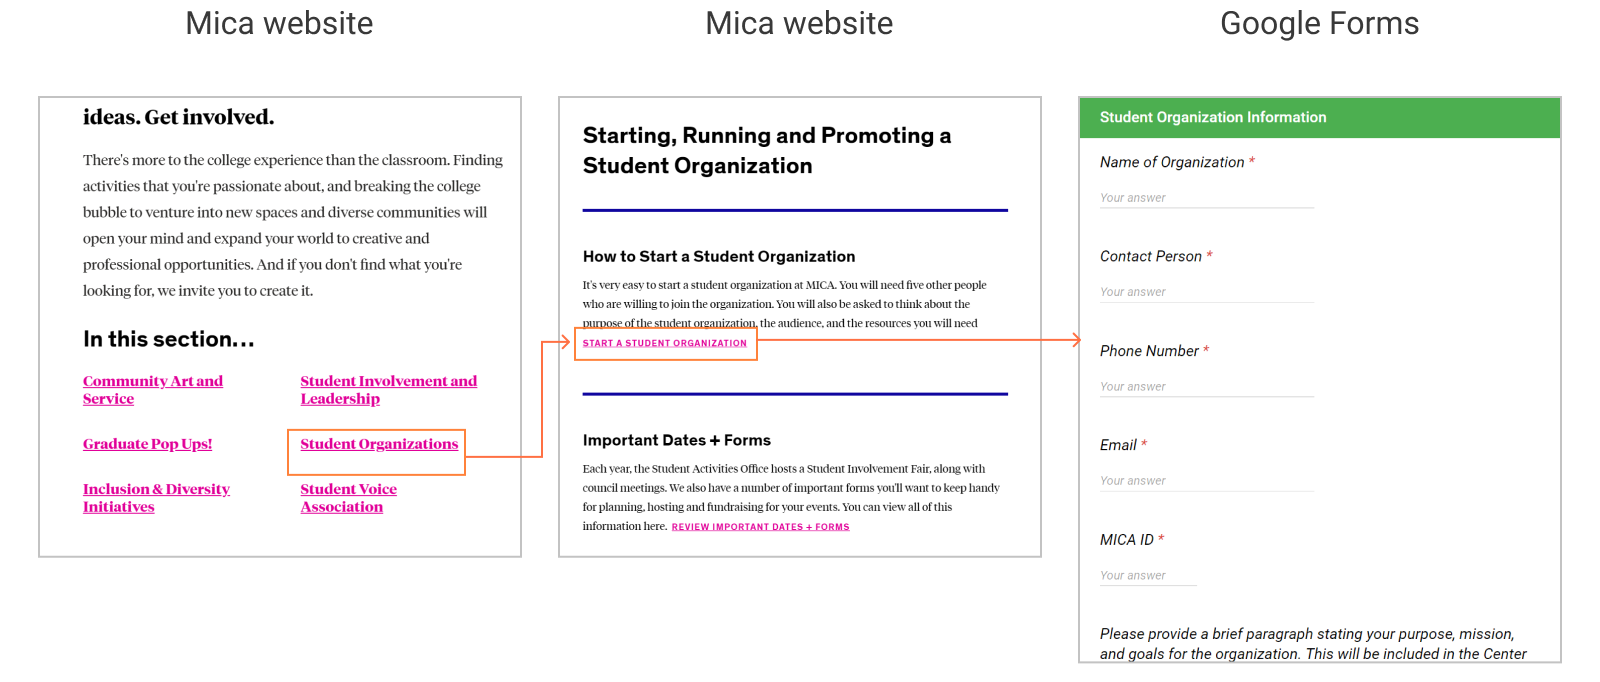 Mica website
Mica website
Google Forms
ideas. Get involved.
There's more to the college experience than the classroom. Finding
activities that you're passionate about, and breaking the college
bubble to venture into new spaces and diverse communities will
open your mind and expand your world to creative and
professional opportunities. And if you don't find what you're
looking for, we invite you to create it.
In this section...
Community Art and
Service
Student Involvement and
Leadership
Graduate Pop Ups!
Student Organizations
Inclusion & Diversity
Initiatives
Student Voice
Association
Starting, Running and Promoting a
Student Organization
How to Start a Student Organization
It's very easy to start a student organization at MICA. You will need five other people
who are willing to join the organization. You will also be asked to think about the
purpose of the student organization, the audience, and the resources you will need
START A STUDENT ORGANIZATION
Important Dates + Forms
Each year, the Student Activities Office hosts a Student Involvement Fair, along with
council meetings. We also have a number of important forms you'll want to keep handy
for planning, hosting and fundraising for your events. You can view all of this
information here. REVIEW IMPORTANT DATES + FORMS
Student Organization Information
Name of Organization *
Your answer
Contact Person *
Your answer
Phone Number *
Your answer
Email *
Your answer
MICA ID *
Your answer
Please provide a brief paragraph stating your purpose, mission,
and goals for the organization. This will be included in the Center